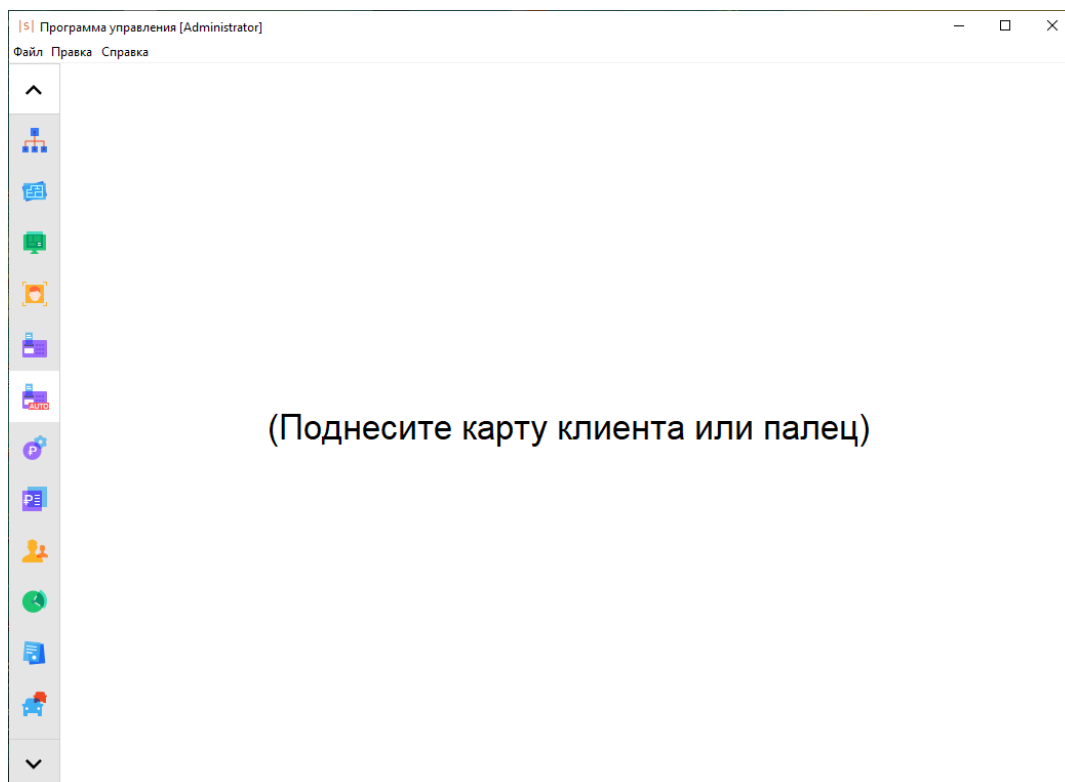 |S| Программа управления [Administrator]
Файл Правка Справка
AUTO
(Поднесите карту клиента или палец)
₽
₽